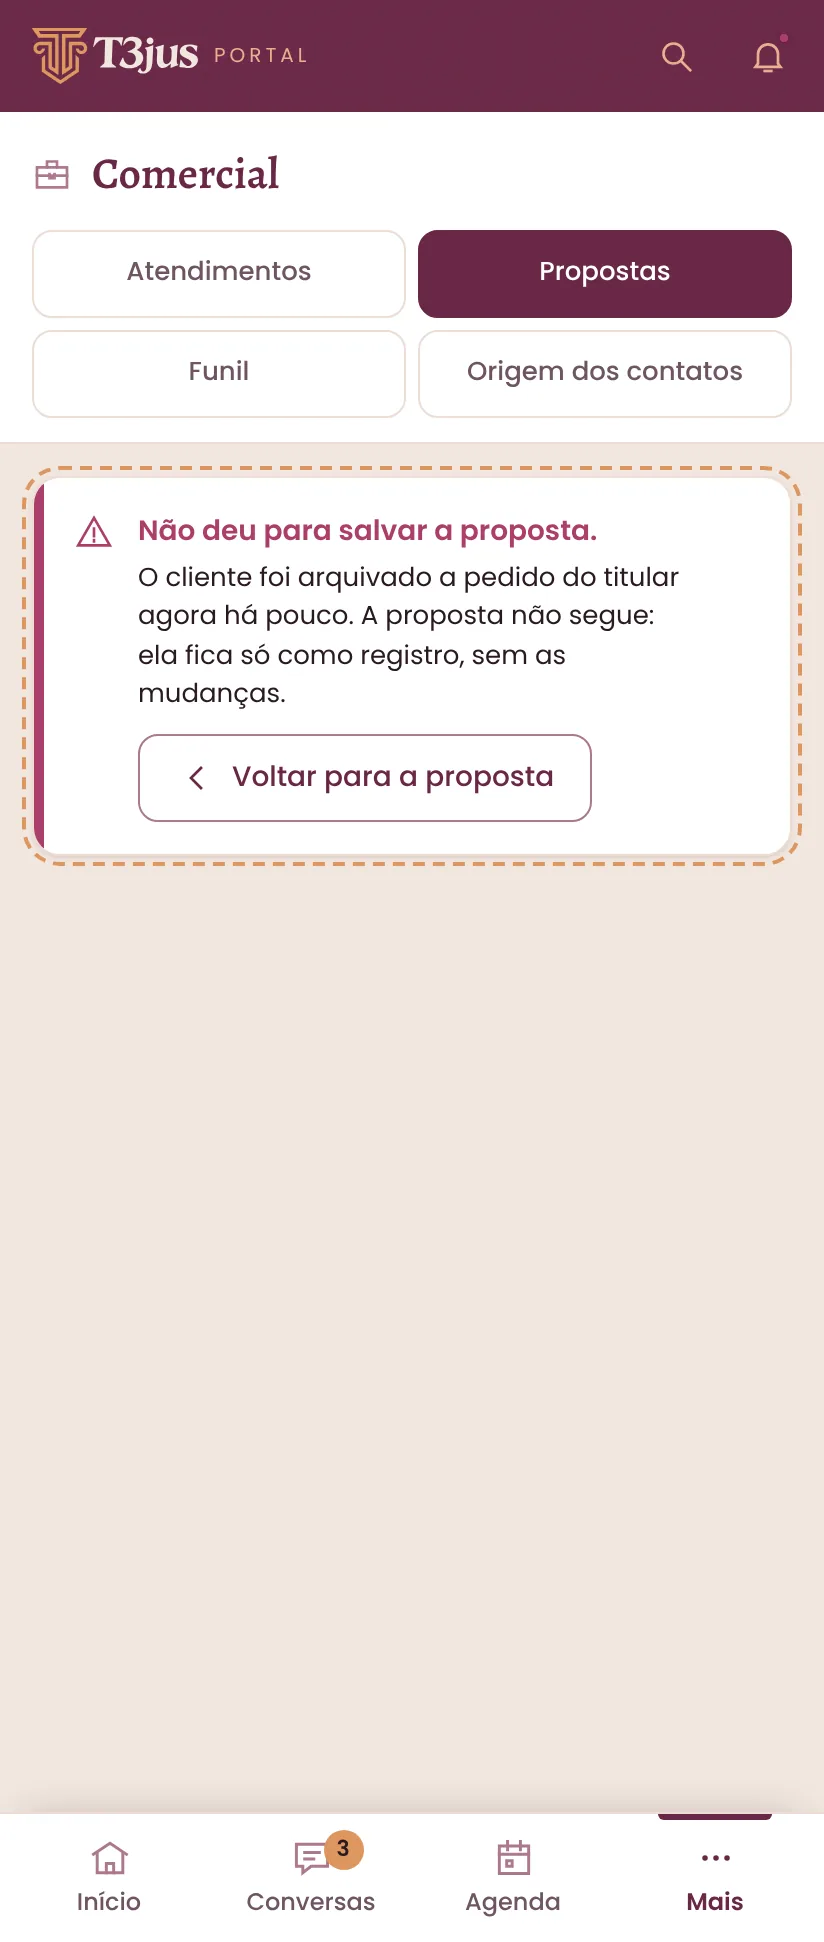 T3jus PORTAL
Comercial
Atendimentos
Propostas
Funil
Origem dos contatos
Não deu para salvar a proposta.
O cliente foi arquivado a pedido do titular
agora há pouco. A proposta não segue:
ela fica só como registro, sem as
mudanças.
Voltar para a proposta
3
Início
Conversas
Agenda
Mais